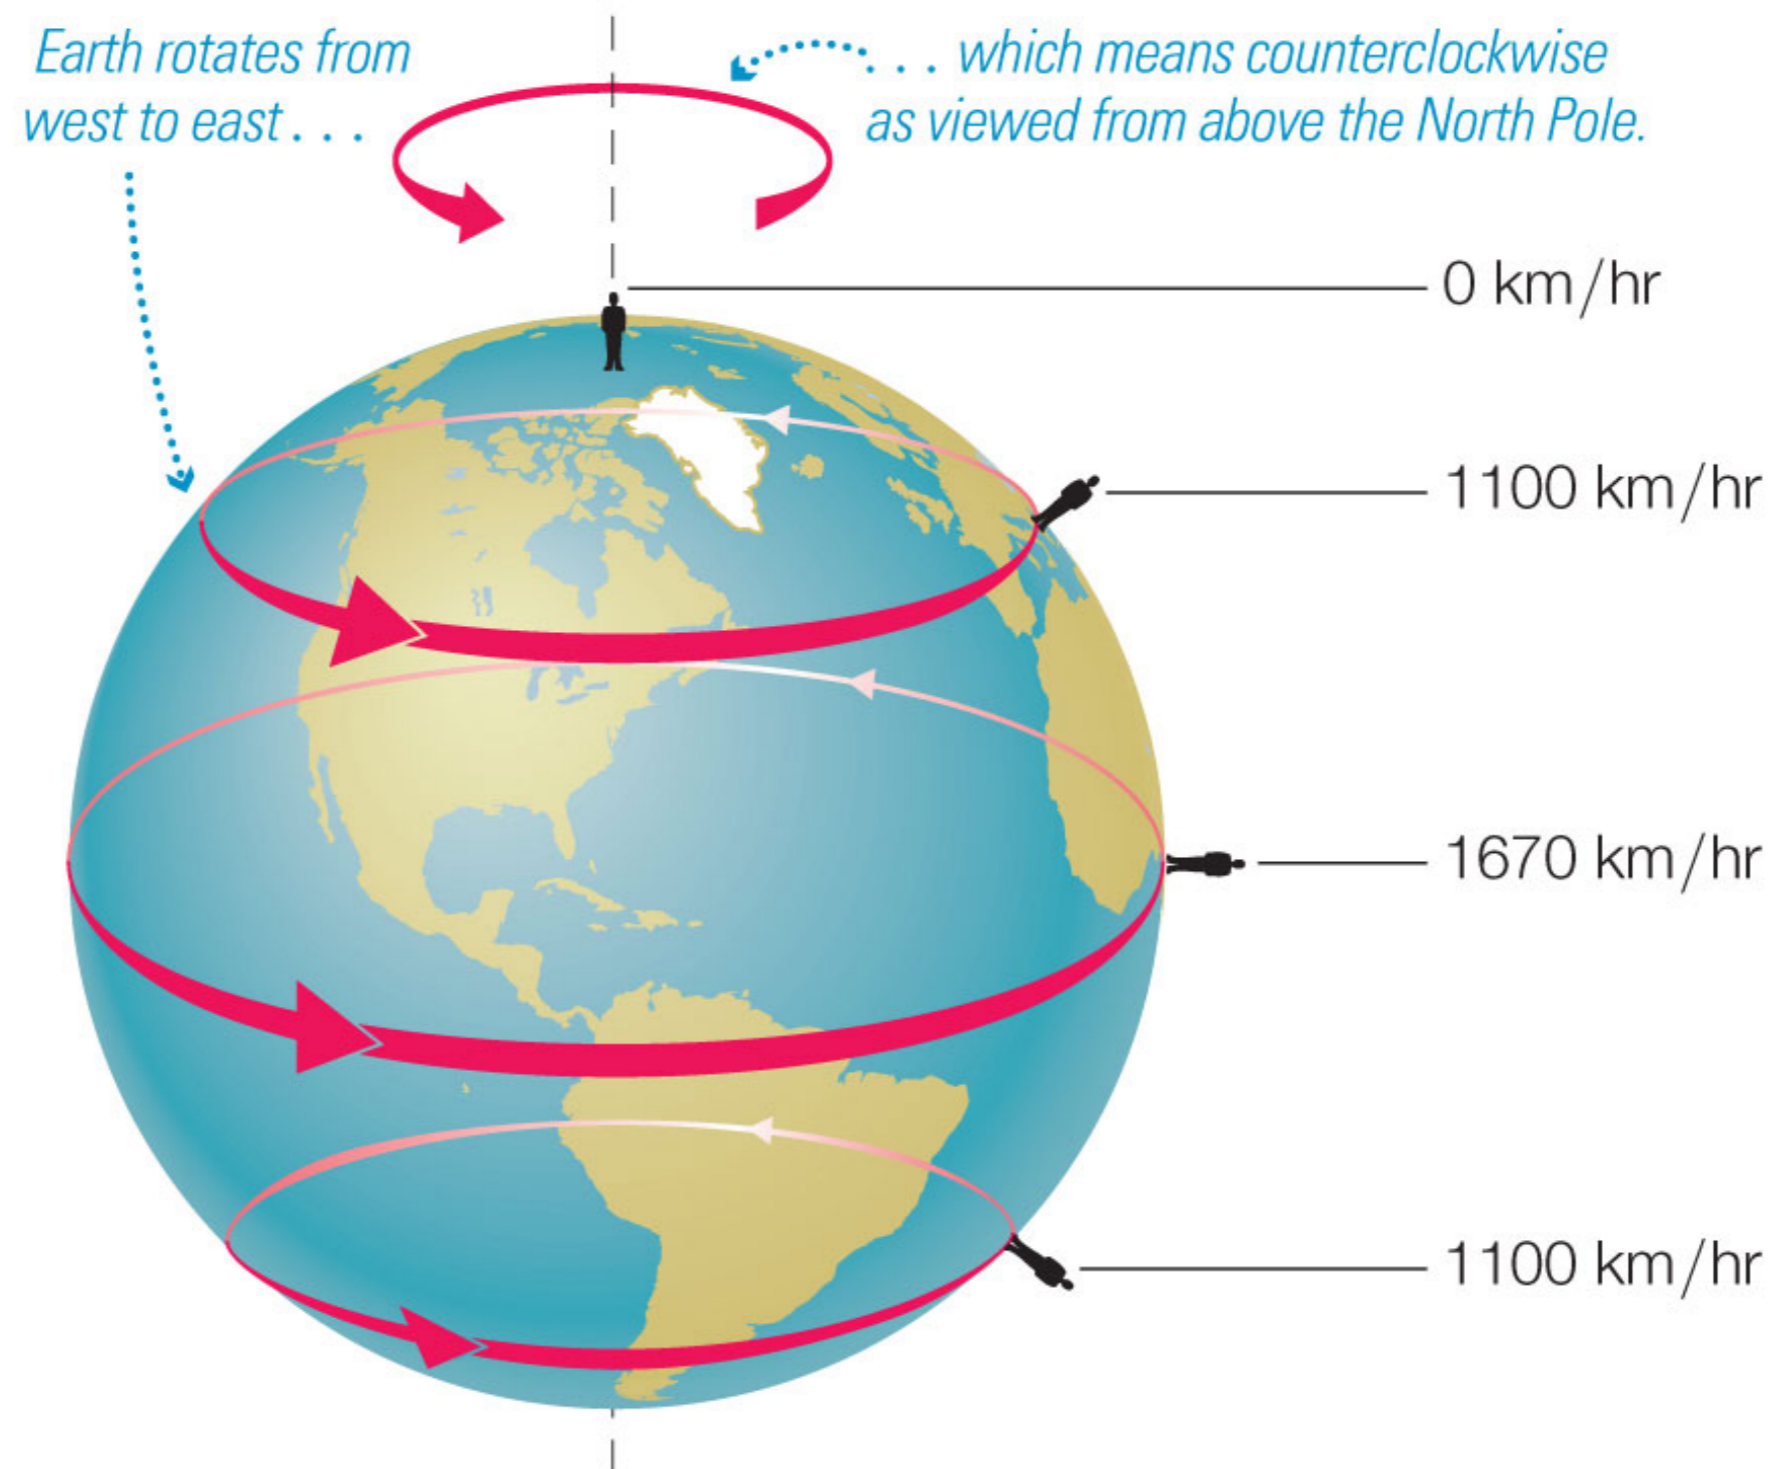 Earth rotates from
west to east . . .
. . . which means counterclockwise
as viewed from above the North Pole.
0 km/hr
1100 km/hr
1670 km/hr
1100 km/hr